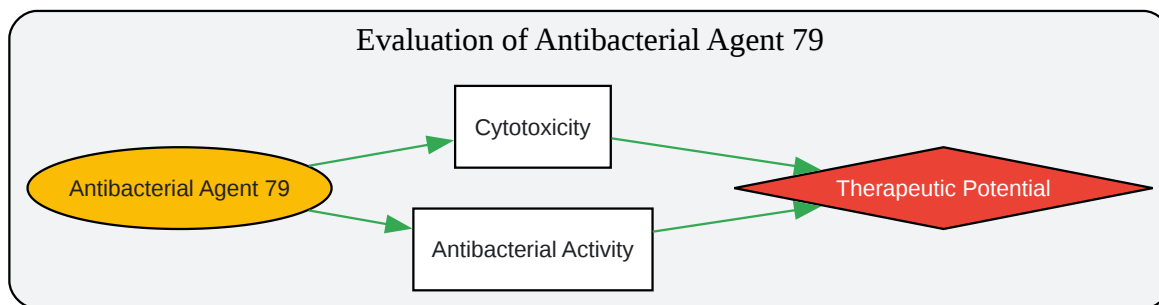 Evaluation of Antibacterial Agent 79
Cytotoxicity
Antibacterial Agent 79
Therapeutic Potential
Antibacterial Activity